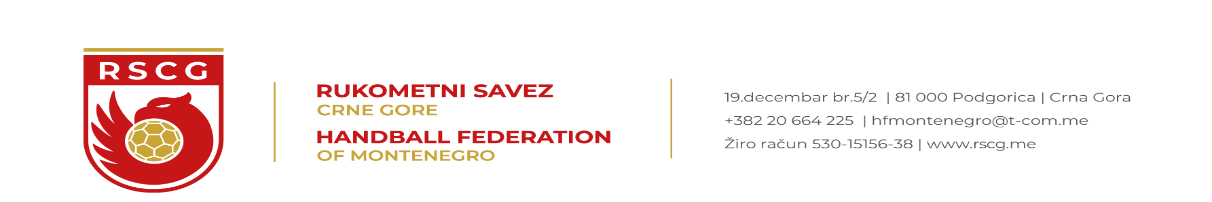 RSCG
RUKOMETNI SAVEZ
CRNE GORE
HANDBALL FEDERATION
OF MONTENEGRO
19.decembar br.5/2 | 81 000 Podgorica | Crna Gora
+382 20 664 225 | hfmontenegro@t-com.me
Žiro račun 530-15156-38 | www.rscg.me